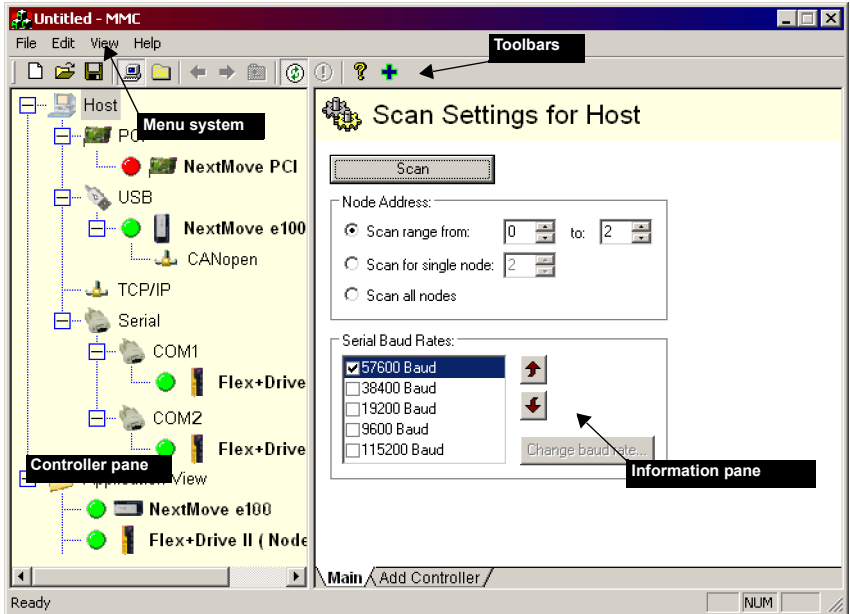 Untitled - MMC
File Edit View Help
Toolbars
Menu system
Host
NextMove PCI
USB
NextMove e100
CANopen
TCP/IP
Serial
COM1
Flex+Drive
COM2
Flex+Drive
Controller pane
View
NextMove e100
Flex+Drive II ( Node
Scan Settings for Host
Scan
Node Address:
Scan range from: 0 to: 2
Scan for single node: 2
Scan all nodes
Serial Baud Rates:
57600 Baud
38400 Baud
19200 Baud
9600 Baud
115200 Baud
Change baud rate...
Information pane
Main Add Controller
Ready
NUM